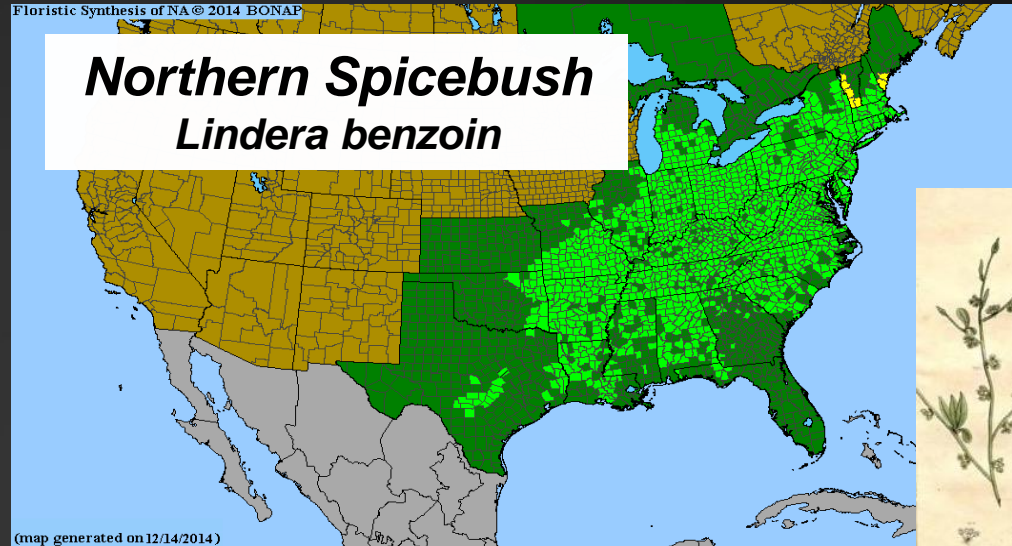 Floristic Synthesis of NA © 2014 BONAP
Northern Spicebush
Lindera benzoin
(map generated on 12/14/2014)